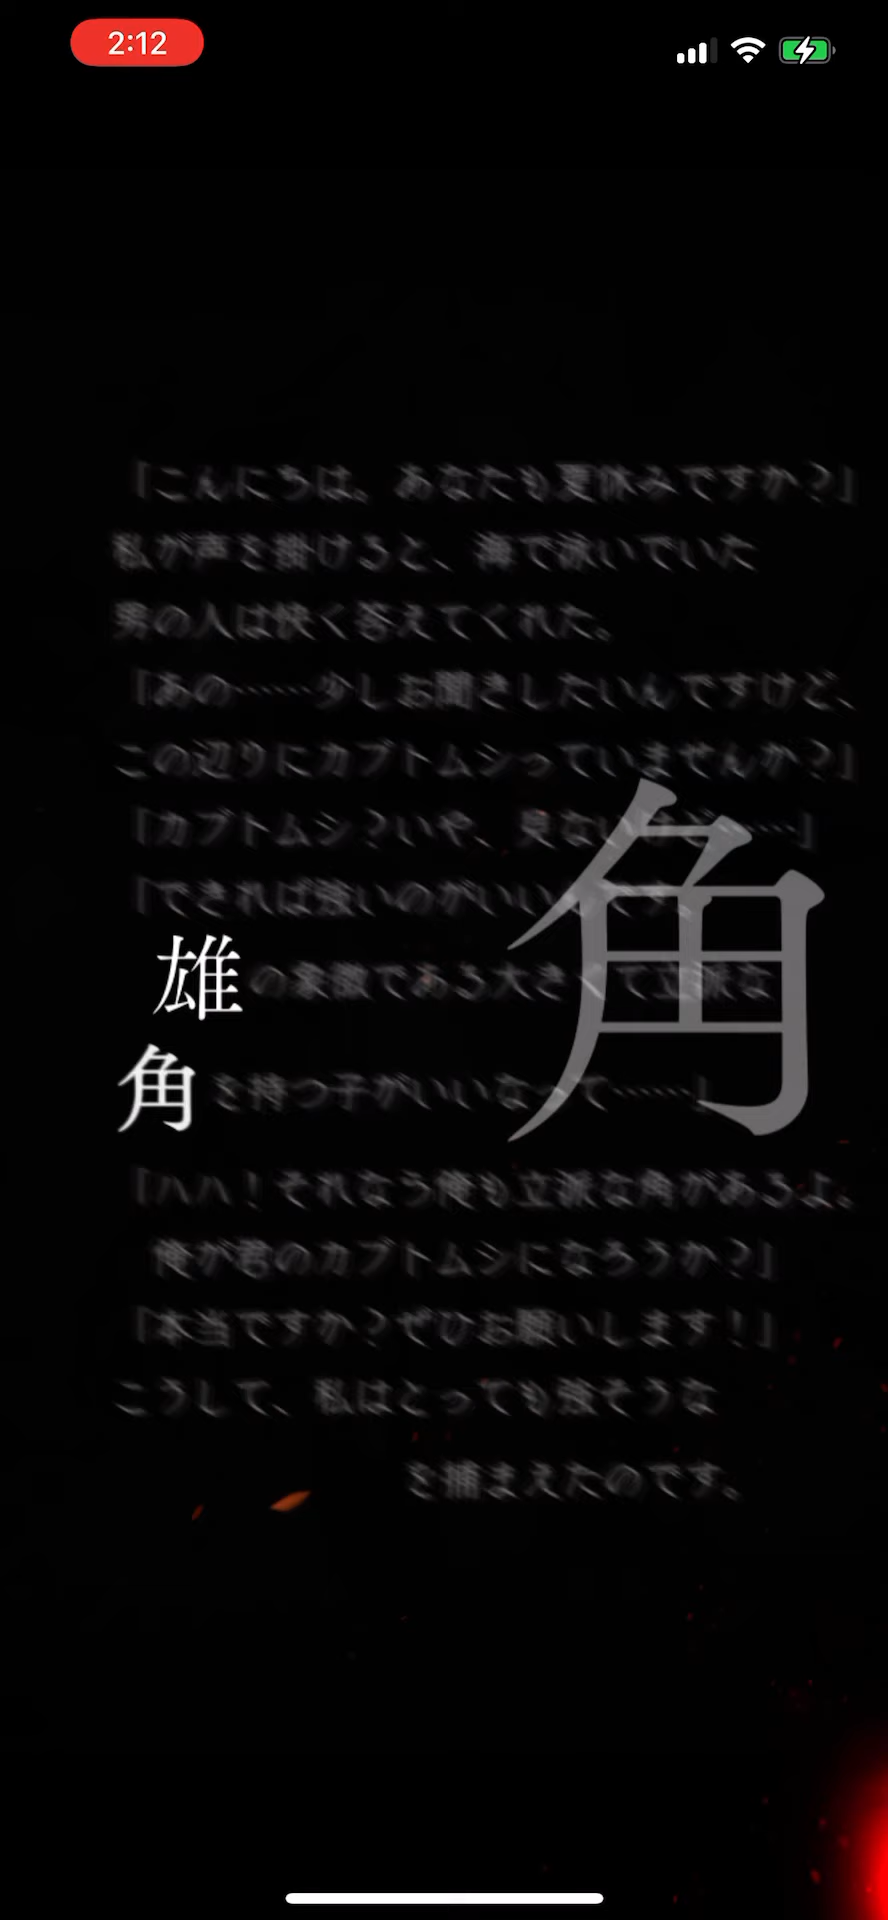 2:12
「こんにちは。あなたも夏休みですか？」
私が声を掛けると、海で泳いでいた
男の人は快く答えてくれた。
「あの……少しお聞きしたいんですけど、
この辺りにカブトムシっていませんか？」
「カブトムシ？いや、見ないけど……」
「できれば強いのがいいんです。
雄の象徴である大きくて立派な
角を持つ子がいいなって……」
角
「ハハ！それなら俺も立派な角があるよ。
俺が君のカブトムシになろうか？」
「本当ですか？ぜひお願いします！」
こうして、私はとっても強そうな
を捕まえたのです。